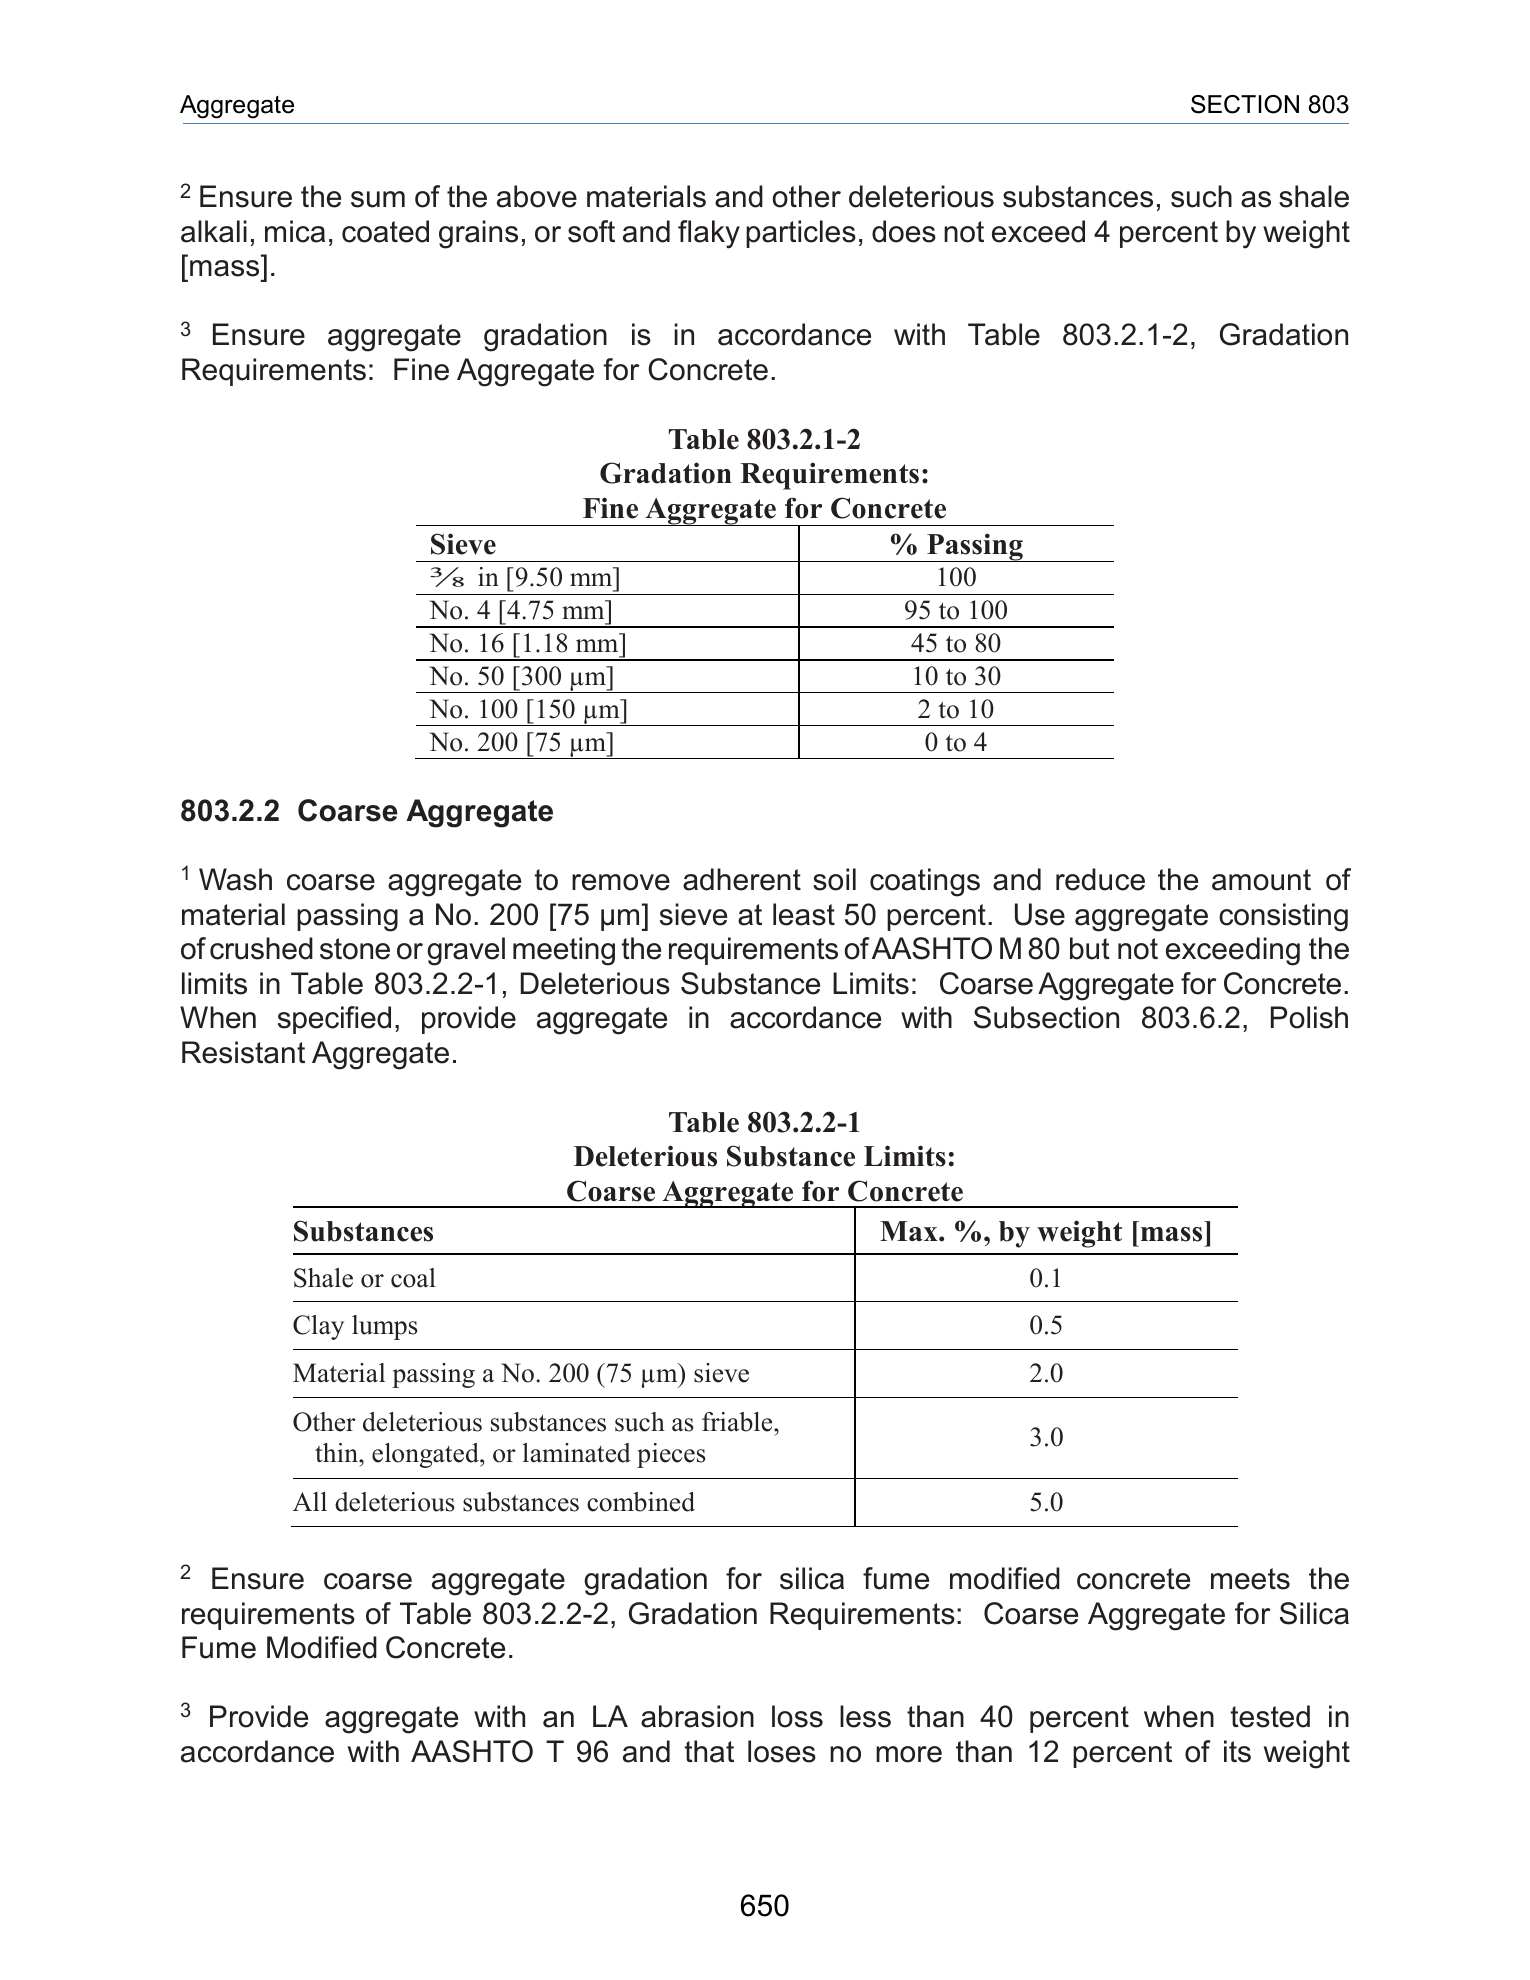 Aggregate SECTION 803
2 Ensure the sum of the above materials and other deleterious substances, such as shale
alkali, mica, coated grains, or soft and flaky particles, does not exceed 4 percent by weight
[mass].
3 Ensure aggregate gradation is in accordance with Table 803.2.1-2, Gradation
Requirements: Fine Aggregate for Concrete.
Table 803.2.1-2
Gradation Requirements:
Fine Aggregate for Concrete
Sieve % Passing
⅜ in [9.50 mm] 100
No. 4 [4.75 mm] 95 to 100
No. 16 [1.18 mm] 45 to 80
No. 50 [300 µm] 10 to 30
No. 100 [150 µm] 2 to 10
No. 200 [75 µm] 0 to 4
803.2.2 Coarse Aggregate
1 Wash coarse aggregate to remove adherent soil coatings and reduce the amount of
material passing a No. 200 [75 µm] sieve at least 50 percent. Use aggregate consisting
of crushed stone or gravel meeting the requirements of AASHTO M 80 but not exceeding the
limits in Table 803.2.2-1, Deleterious Substance Limits: Coarse Aggregate for Concrete.
When specified, provide aggregate in accordance with Subsection 803.6.2, Polish
Resistant Aggregate.
Table 803.2.2-1
Deleterious Substance Limits:
Coarse Aggregate for Concrete
Substances Max. %, by weight [mass]
Shale or coal 0.1
Clay lumps 0.5
Material passing a No. 200 (75 µm) sieve 2.0
Other deleterious substances such as friable,
thin, elongated, or laminated pieces 3.0
All deleterious substances combined 5.0
2 Ensure coarse aggregate gradation for silica fume modified concrete meets the
requirements of Table 803.2.2-2, Gradation Requirements: Coarse Aggregate for Silica
Fume Modified Concrete.
3 Provide aggregate with an LA abrasion loss less than 40 percent when tested in
accordance with AASHTO T 96 and that loses no more than 12 percent of its weight
650